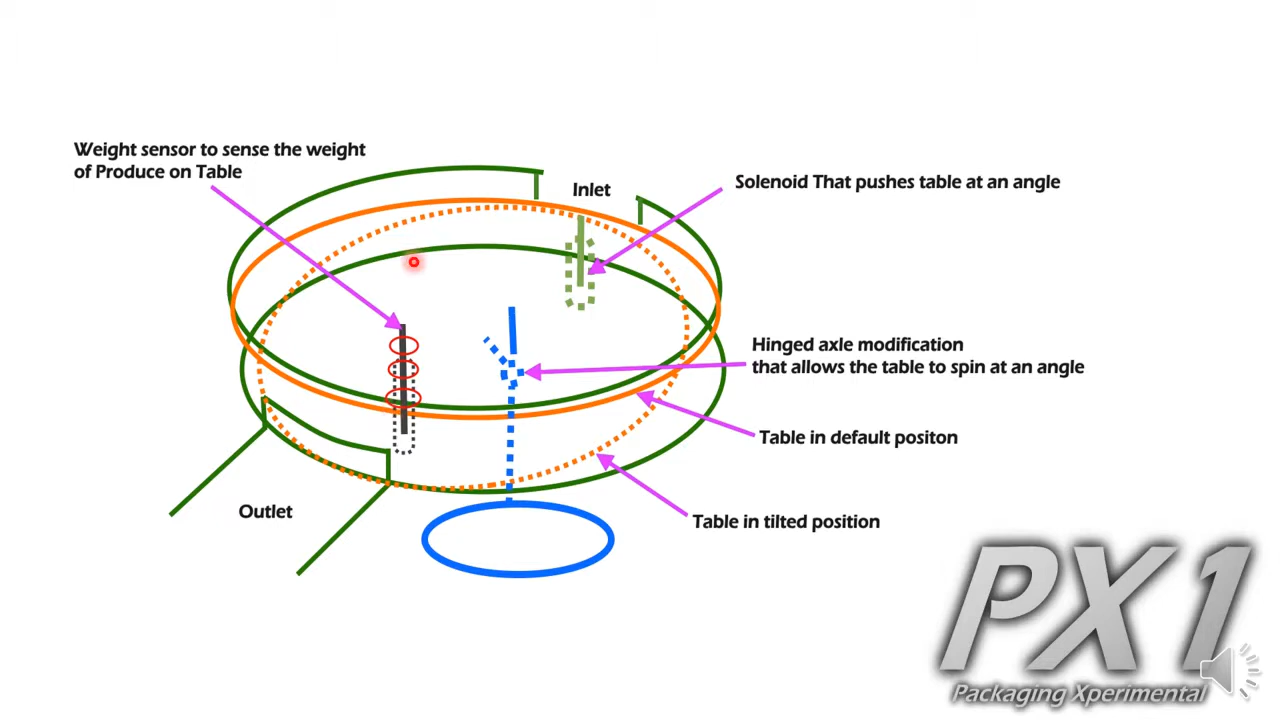 Weight sensor to sense the weight
of Produce on Table
Inlet
Solenoid That pushes table at an angle
Hinged axle modification
that allows the table to spin at an angle
Table in default positon
Table in tilted position
Outlet
PX1
Packaging Xperimental